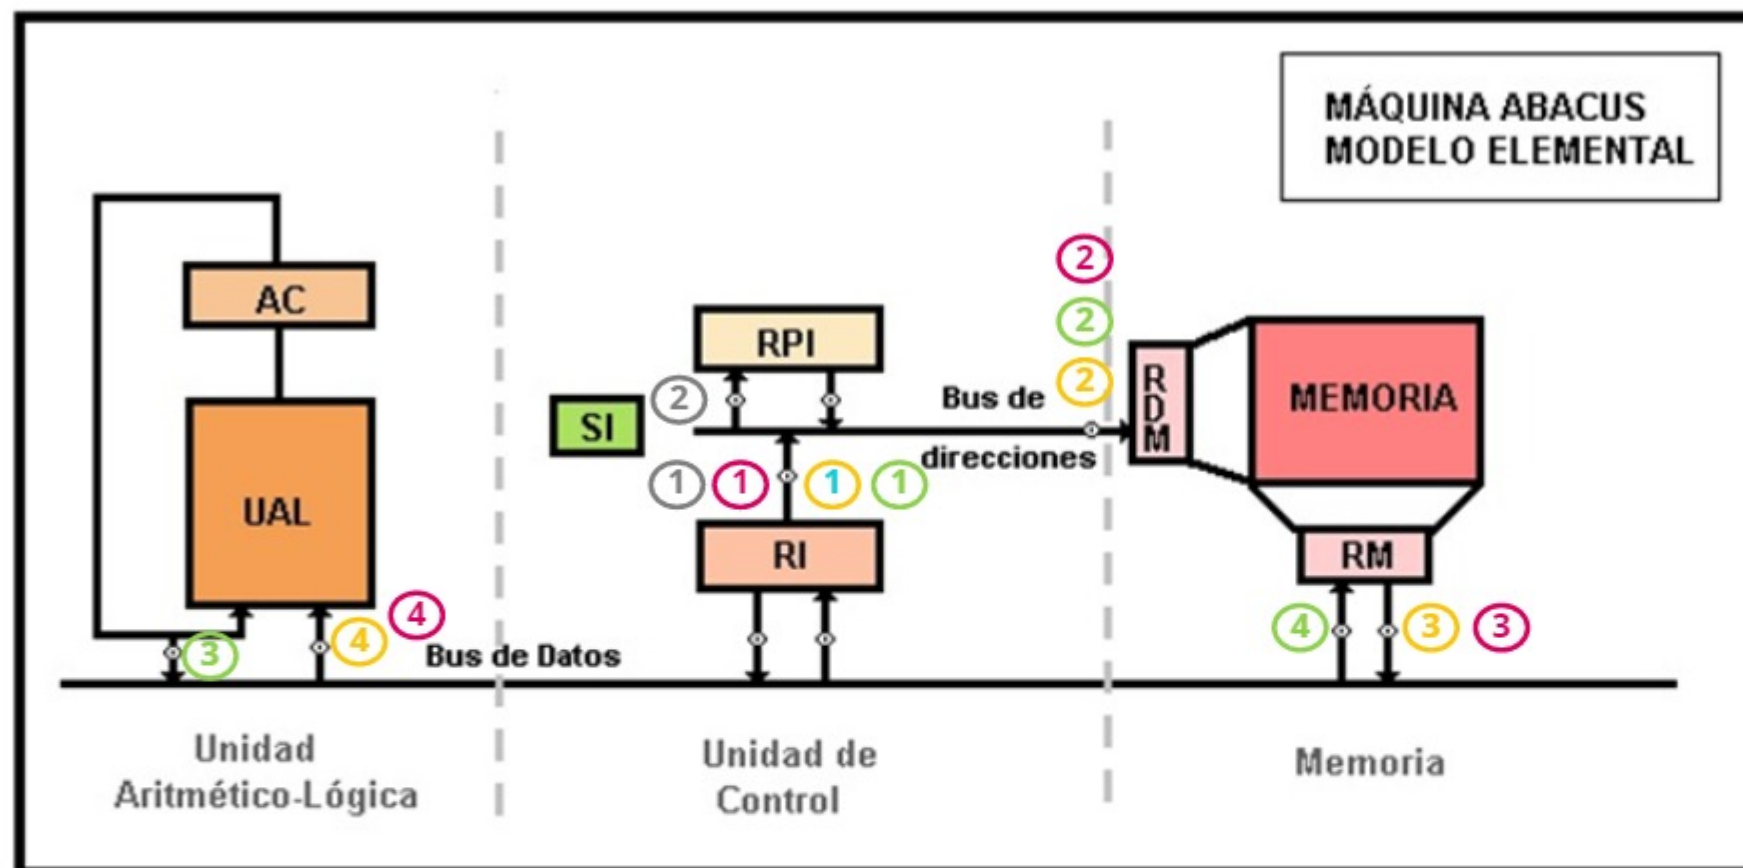 MÁQUINA ABACUS
MODELO ELEMENTAL
2
2
2
AC
RPI
SI
2
Bus de
direcciones
RDM
MEMORIA
1
1
1
1
UAL
RI
RM
3
4
4
Bus de Datos
4
3
3
Unidad
Aritmético-Lógica
Unidad de
Control
Memoria